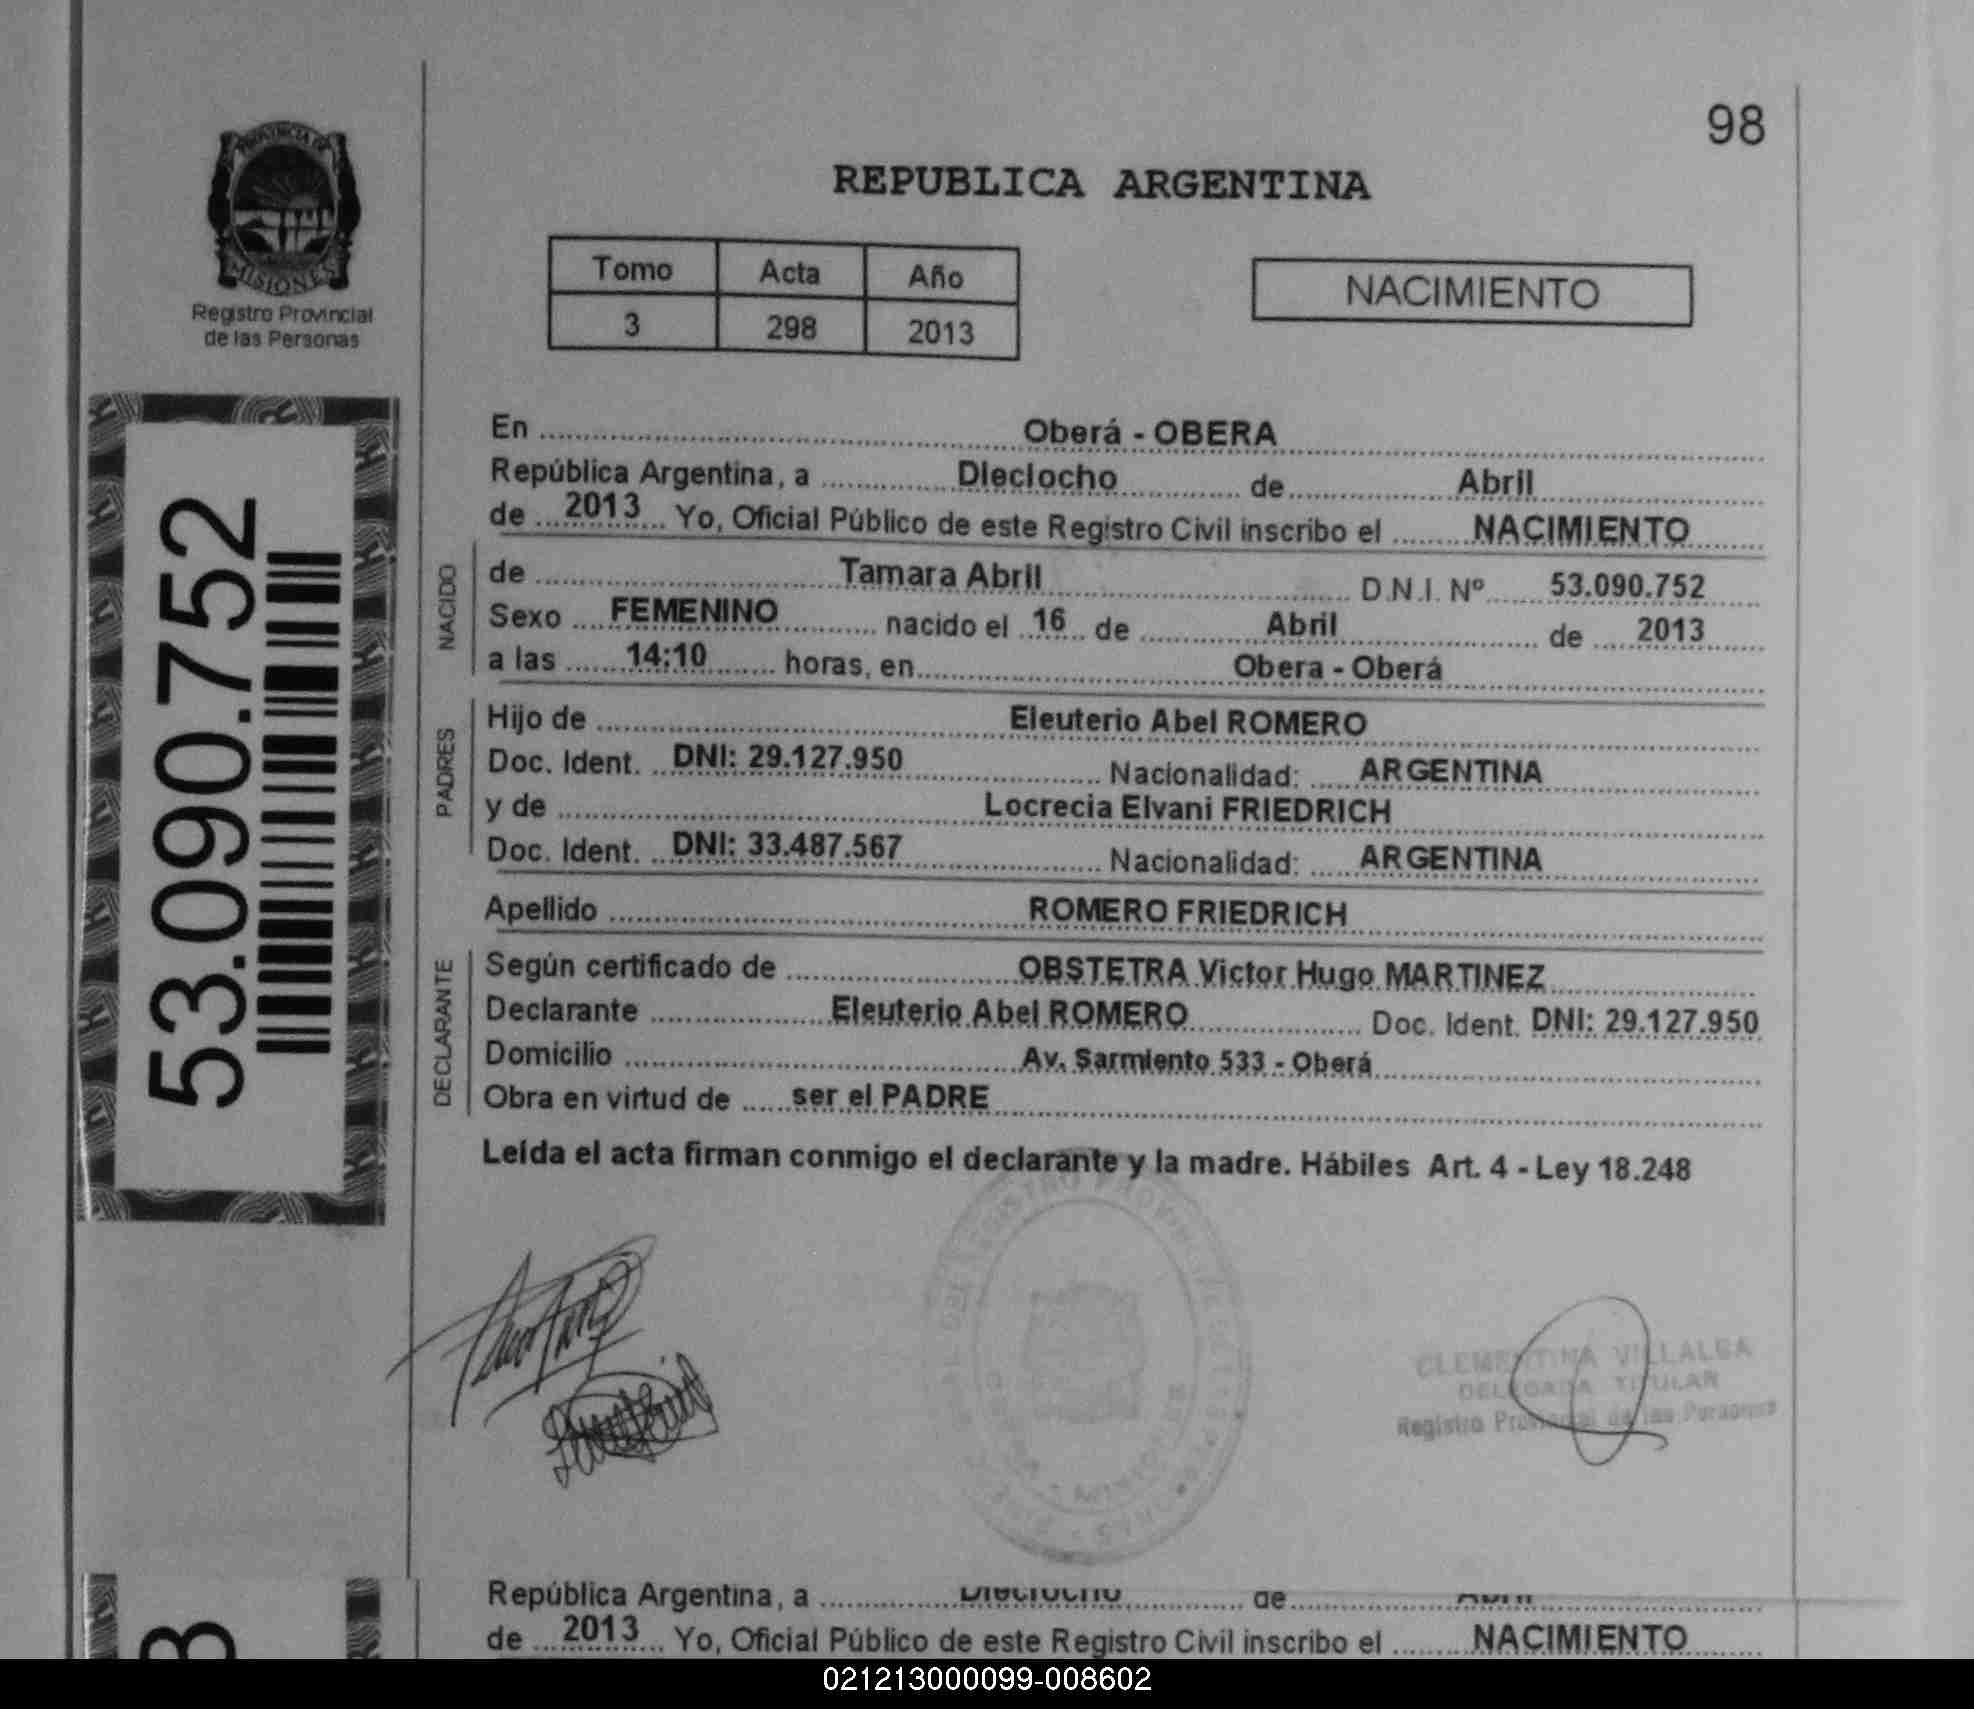 98
PROVINCIA DE
MISIONES
Registro Provincial
de las Personas
REPUBLICA ARGENTINA
Tomo Acta Año
3 298 2013
NACIMIENTO
53.090.752
En Oberá - OBERA
República Argentina, a Dieciocho de Abril
de 2013 Yo, Oficial Público de este Registro Civil inscribo el NACIMIENTO
NACIDO
de Tamara Abril D.N.I. Nº 53.090.752
Sexo FEMENINO nacido el 16 de Abril de 2013
a las 14:10 horas, en Obera - Oberá
PADRES
Hijo de Eleuterio Abel ROMERO
Doc. Ident. DNI: 29.127.950 Nacionalidad: ARGENTINA
y de Locrecia Elvani FRIEDRICH
Doc. Ident. DNI: 33.487.567 Nacionalidad: ARGENTINA
Apellido ROMERO FRIEDRICH
DECLARANTE
Según certificado de OBSTETRA Victor Hugo MARTINEZ
Declarante Eleuterio Abel ROMERO Doc. Ident. DNI: 29.127.950
Domicilio Av. Sarmiento 533 - Oberá
Obra en virtud de ser el PADRE
Leída el acta firman conmigo el declarante y la madre. Hábiles Art. 4 - Ley 18.248
CLEMENTINA VILLALBA
DELEGADA TITULAR
Registro Provincial de las Personas
República Argentina, a Dieciocho de Abril
de 2013 Yo, Oficial Público de este Registro Civil inscribo el NACIMIENTO
021213000099-008602